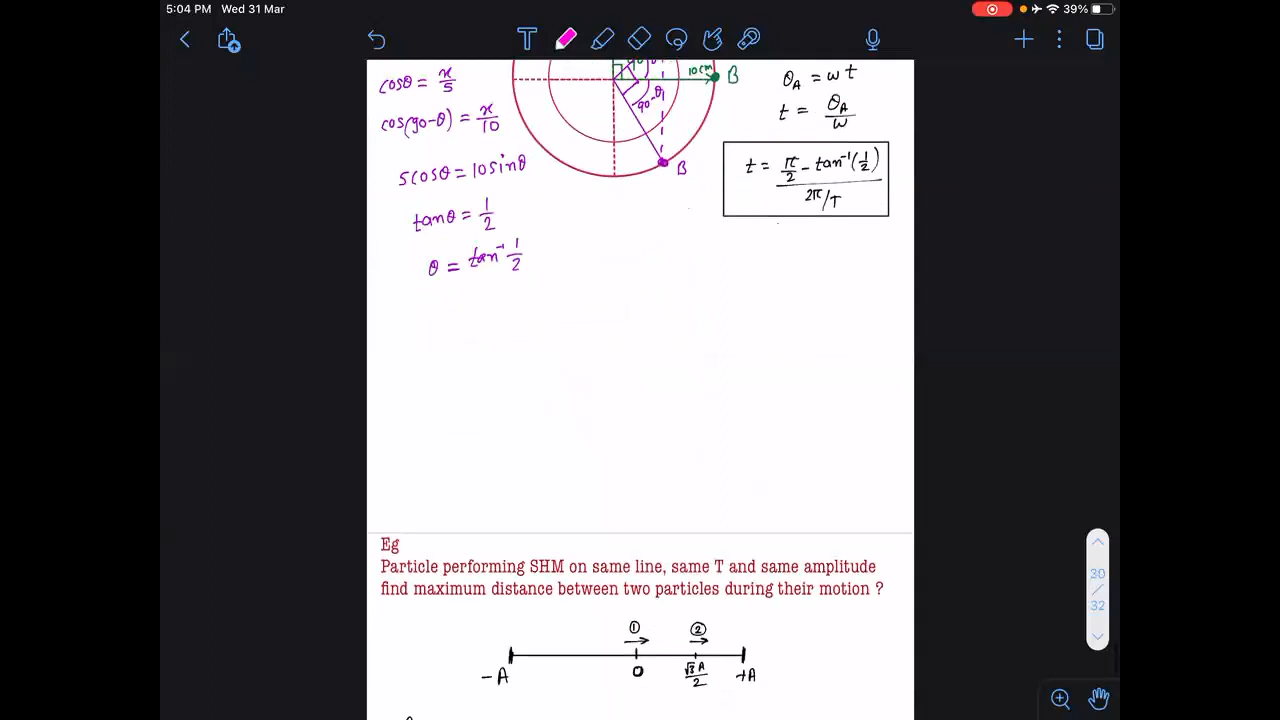 5:04 PM Wed 31 Mar
39%
cosθ = x/5
cos(90-θ) = x/10
5cosθ = 10sinθ
tanθ = 1/2
θ = tan⁻¹ 1/2
10cm
B
90-θ
B
θ_A = ωt
t = θ_A/ω
t = (π/2 - tan⁻¹(1/2))/(2π/T)
Eg
Particle performing SHM on same line, same T and same amplitude
find maximum distance between two particles during their motion ?
① ②
-A O √3A/2 +A
30
/
32